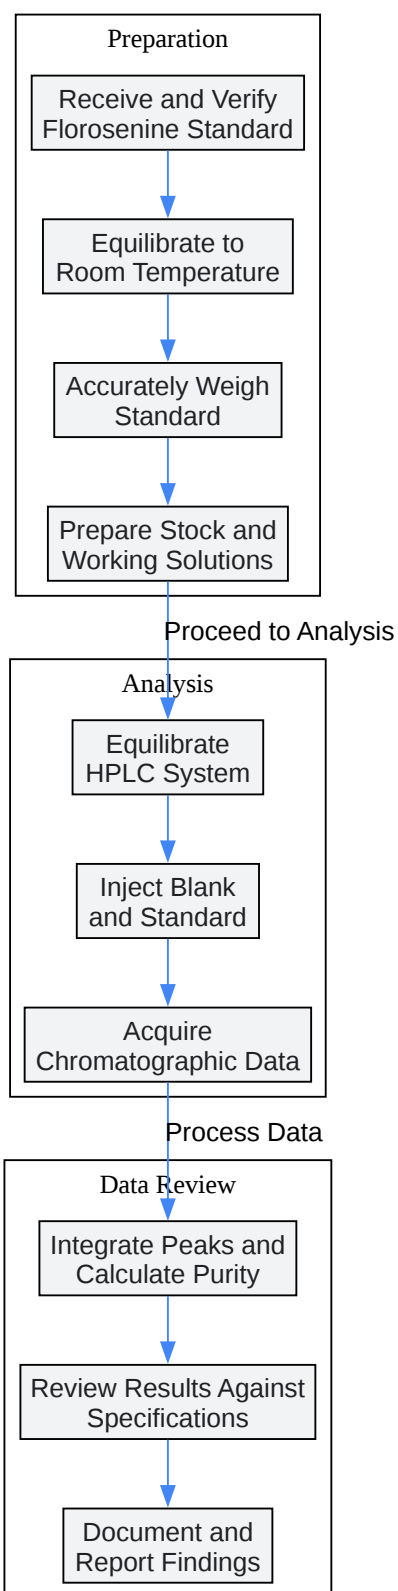 Preparation
Receive and Verify
Florosenine Standard
Equilibrate to
Room Temperature
Accurately Weigh
Standard
Prepare Stock and
Working Solutions
Proceed to Analysis
Analysis
Equilibrate
HPLC System
Inject Blank
and Standard
Acquire
Chromatographic Data
Process Data
Data Review
Integrate Peaks and
Calculate Purity
Review Results Against
Specifications
Document and
Report Findings